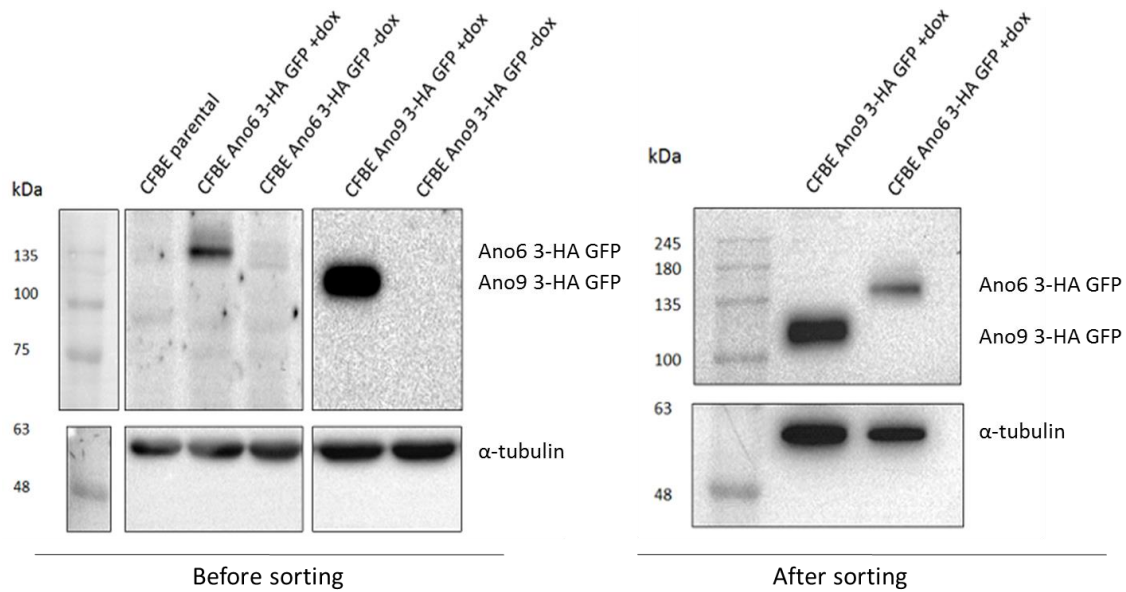 kDa
CFBE parental
CFBE Ano6 3-HA GFP +dox
CFBE Ano6 3-HA GFP -dox
CFBE Ano9 3-HA GFP +dox
CFBE Ano9 3-HA GFP -dox
135
100
75
Ano6 3-HA GFP
Ano9 3-HA GFP
63
48
α-tubulin
Before sorting
kDa
CFBE Ano9 3-HA GFP +dox
CFBE Ano6 3-HA GFP +dox
245
180
135
100
Ano6 3-HA GFP
Ano9 3-HA GFP
63
48
α-tubulin
After sorting